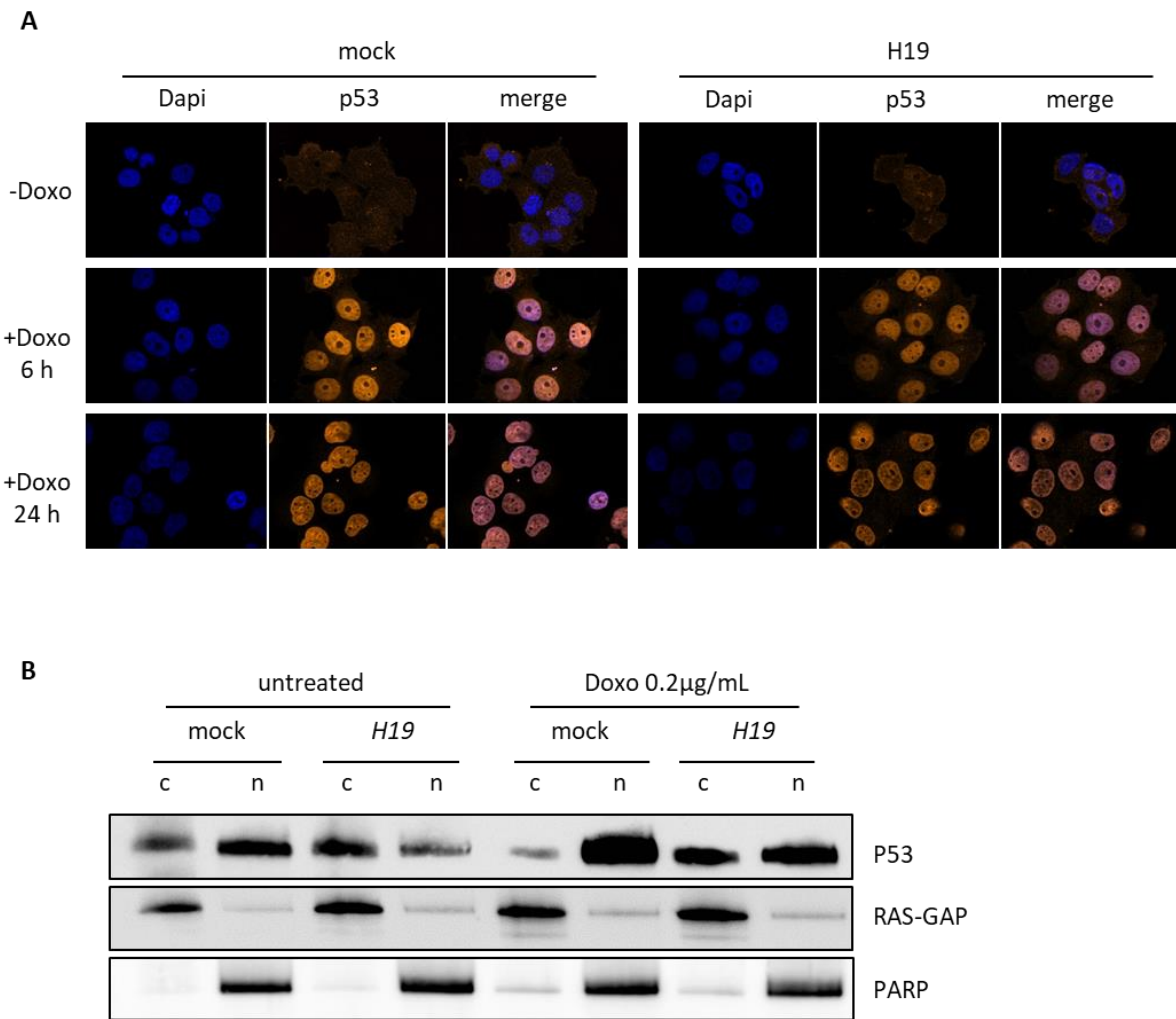 A
mock H19
Dapi p53 merge Dapi p53 merge
-Doxo
+Doxo
6 h
+Doxo
24 h
B
untreated Doxo 0.2µg/mL
mock H19 mock H19
c n c n c n c n
P53
RAS-GAP
PARP